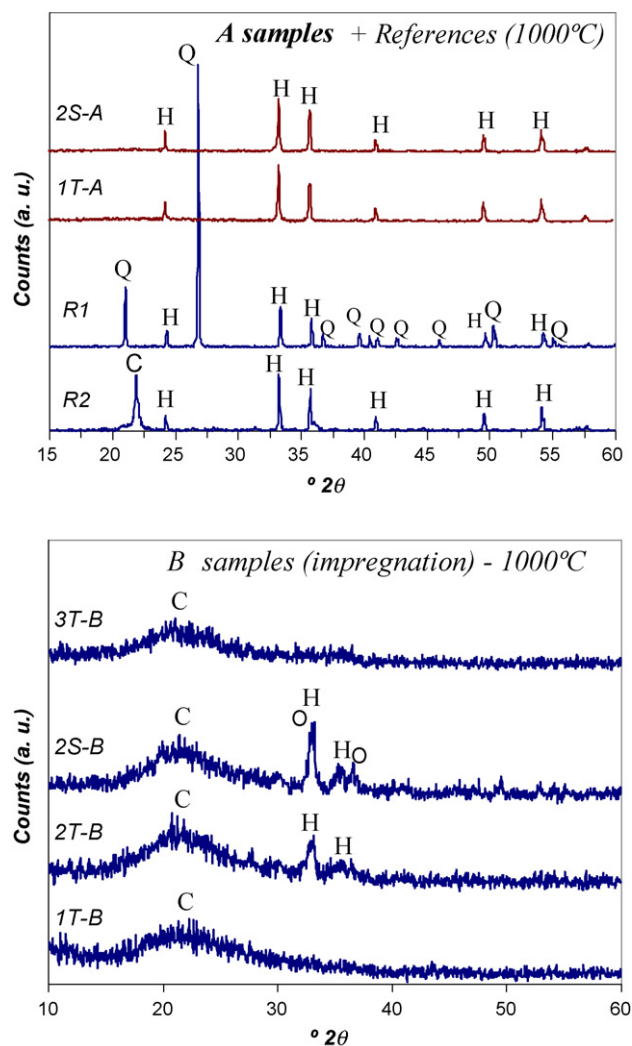 A samples + References (1000ºC)
Q
H H H H H
2S-A
1T-A
Counts (a. u.)
Q H H H Q Q Q Q Q H Q H Q
R1
C H H H H H H
R2
15 20 25 30 35 40 45 50 55 60
º 2θ
B samples (impregnation) - 1000ºC
3T-B
C
2S-B
C O H H O
Counts (a. u.)
2T-B
C H H
1T-B
C
10 20 30 40 50 60
º 2θ